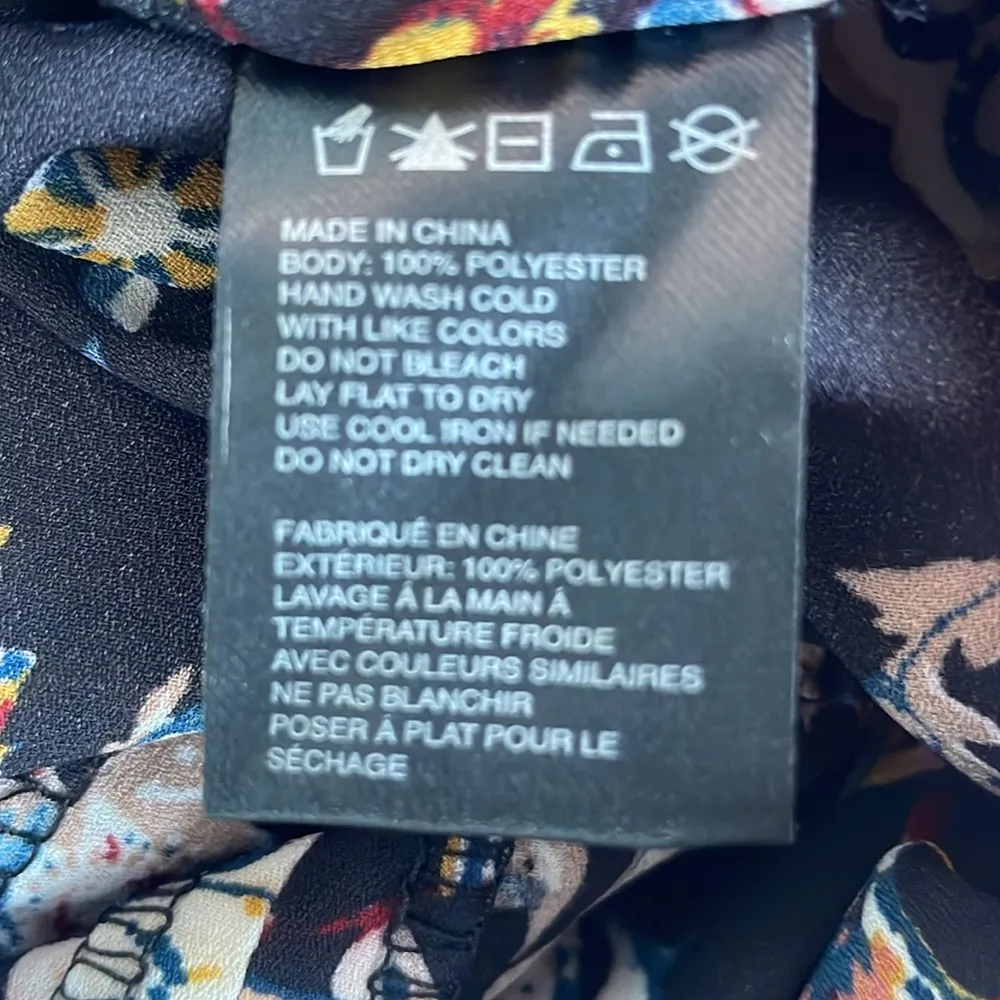 MADE IN CHINA
BODY: 100% POLYESTER
HAND WASH COLD
WITH LIKE COLORS
DO NOT BLEACH
LAY FLAT TO DRY
USE COOL IRON IF NEEDED
DO NOT DRY CLEAN
FABRIQUÉ EN CHINE
EXTÉRIEUR: 100% POLYESTER
LAVAGE Á LA MAIN Á
TEMPÉRATURE FROIDE
AVEC COULEURS SIMILAIRES
NE PAS BLANCHIR
POSER Á PLAT POUR LE
SÉCHAGE